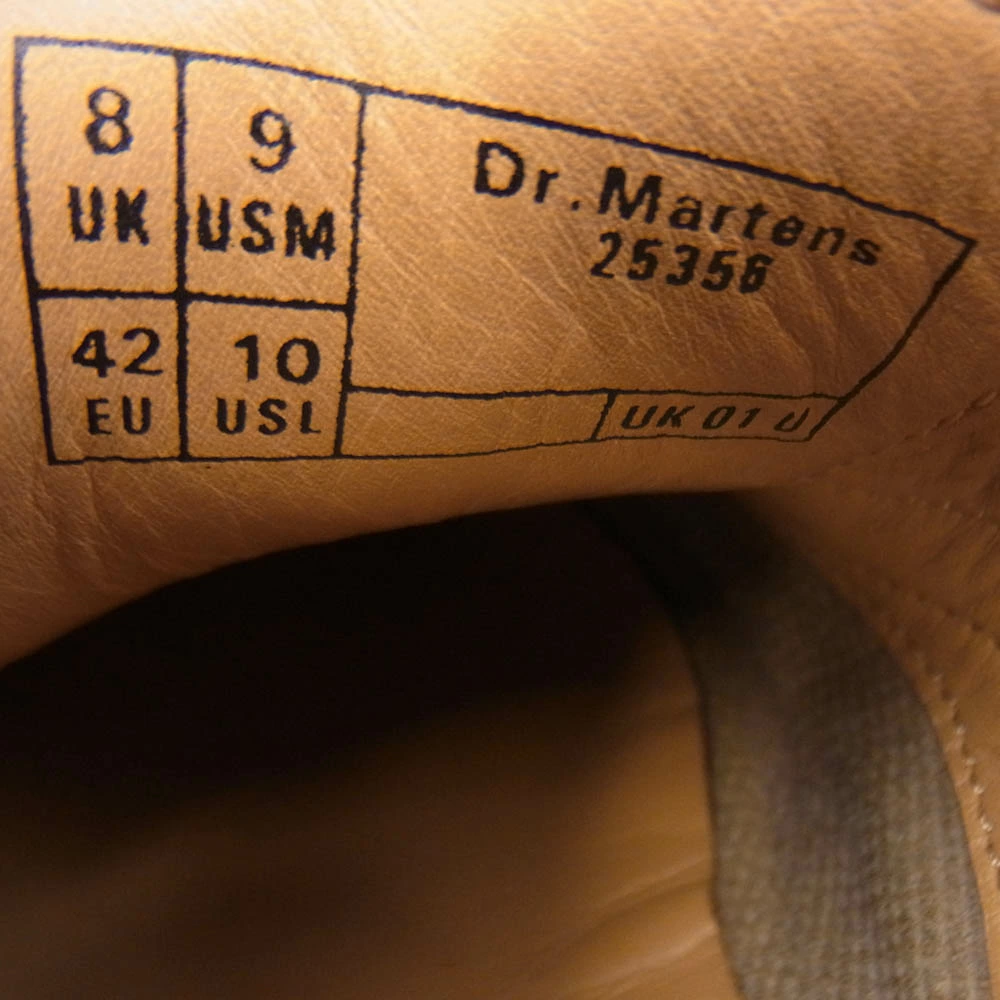 8
UK
9
USM
42
EU
10
USL
Dr.Martens
25356
UK 01 U